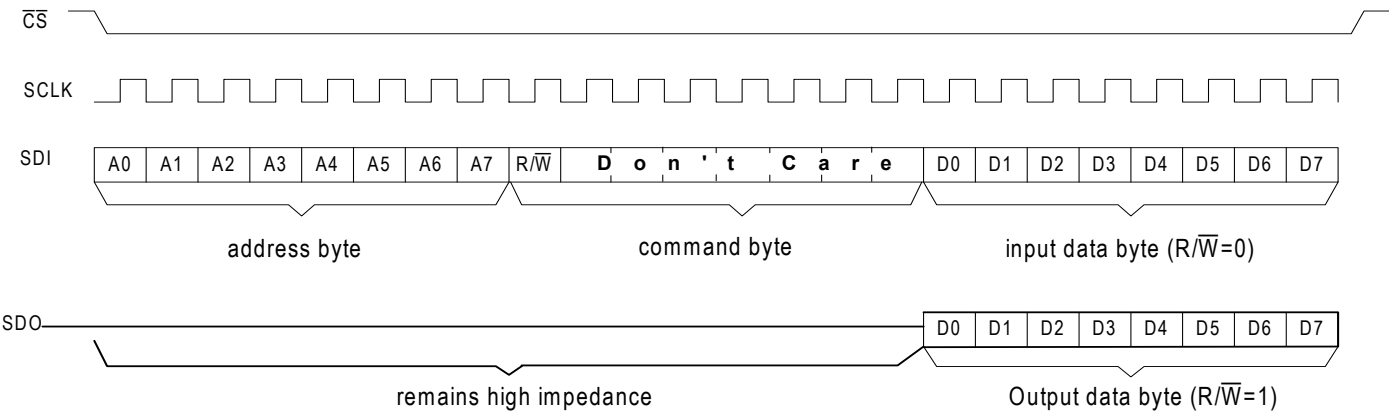 C̅S̅
SCLK
SDI A0 A1 A2 A3 A4 A5 A6 A7 R/W̅ Don't Care D0 D1 D2 D3 D4 D5 D6 D7
address byte command byte input data byte (R/W̅=0)
SDO D0 D1 D2 D3 D4 D5 D6 D7
remains high impedance Output data byte (R/W̅=1)